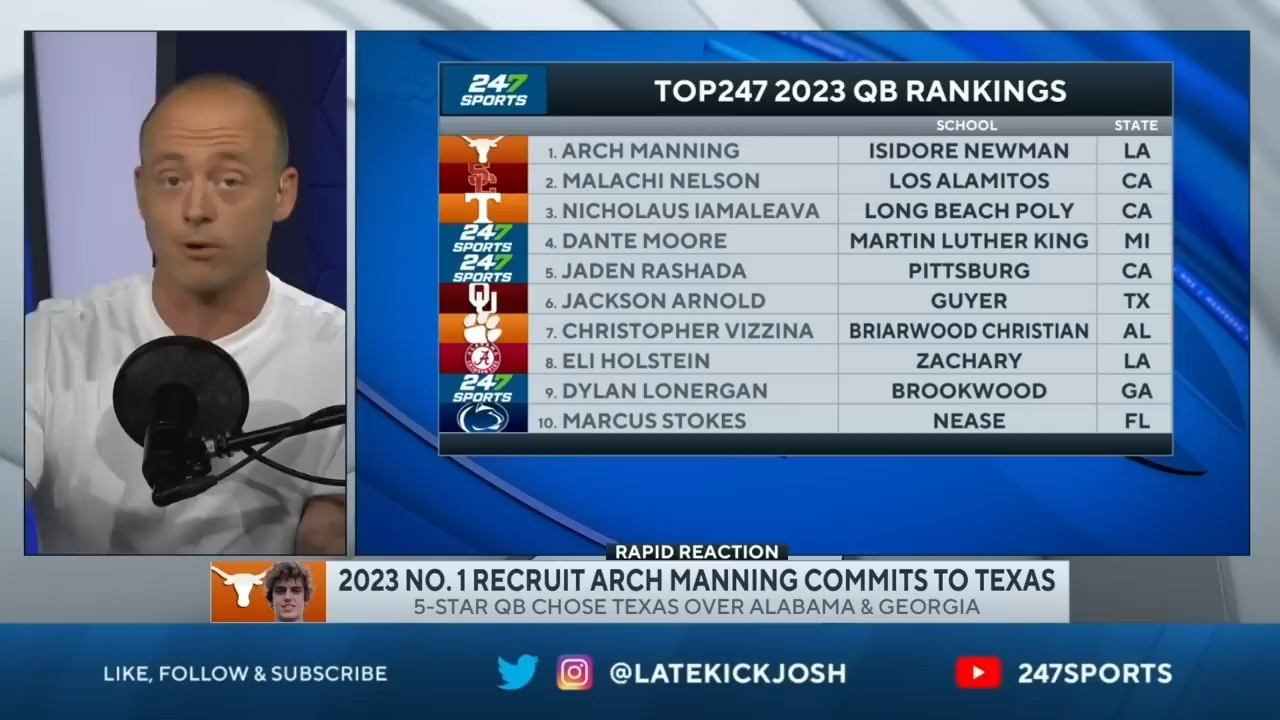 247 SPORTS
TOP247 2023 QB RANKINGS
SCHOOL STATE
1. ARCH MANNING ISIDORE NEWMAN LA
SC 2. MALACHI NELSON LOS ALAMITOS CA
T 3. NICHOLAUS IAMALEAVA LONG BEACH POLY CA
247 SPORTS 4. DANTE MOORE MARTIN LUTHER KING MI
247 SPORTS 5. JADEN RASHADA PITTSBURG CA
OU 6. JACKSON ARNOLD GUYER TX
7. CHRISTOPHER VIZZINA BRIARWOOD CHRISTIAN AL
A 8. ELI HOLSTEIN ZACHARY LA
247 SPORTS 9. DYLAN LONERGAN BROOKWOOD GA
10. MARCUS STOKES NEASE FL
RAPID REACTION
2023 NO. 1 RECRUIT ARCH MANNING COMMITS TO TEXAS
5-STAR QB CHOSE TEXAS OVER ALABAMA & GEORGIA
LIKE, FOLLOW & SUBSCRIBE @LATEKICKJOSH 247SPORTS